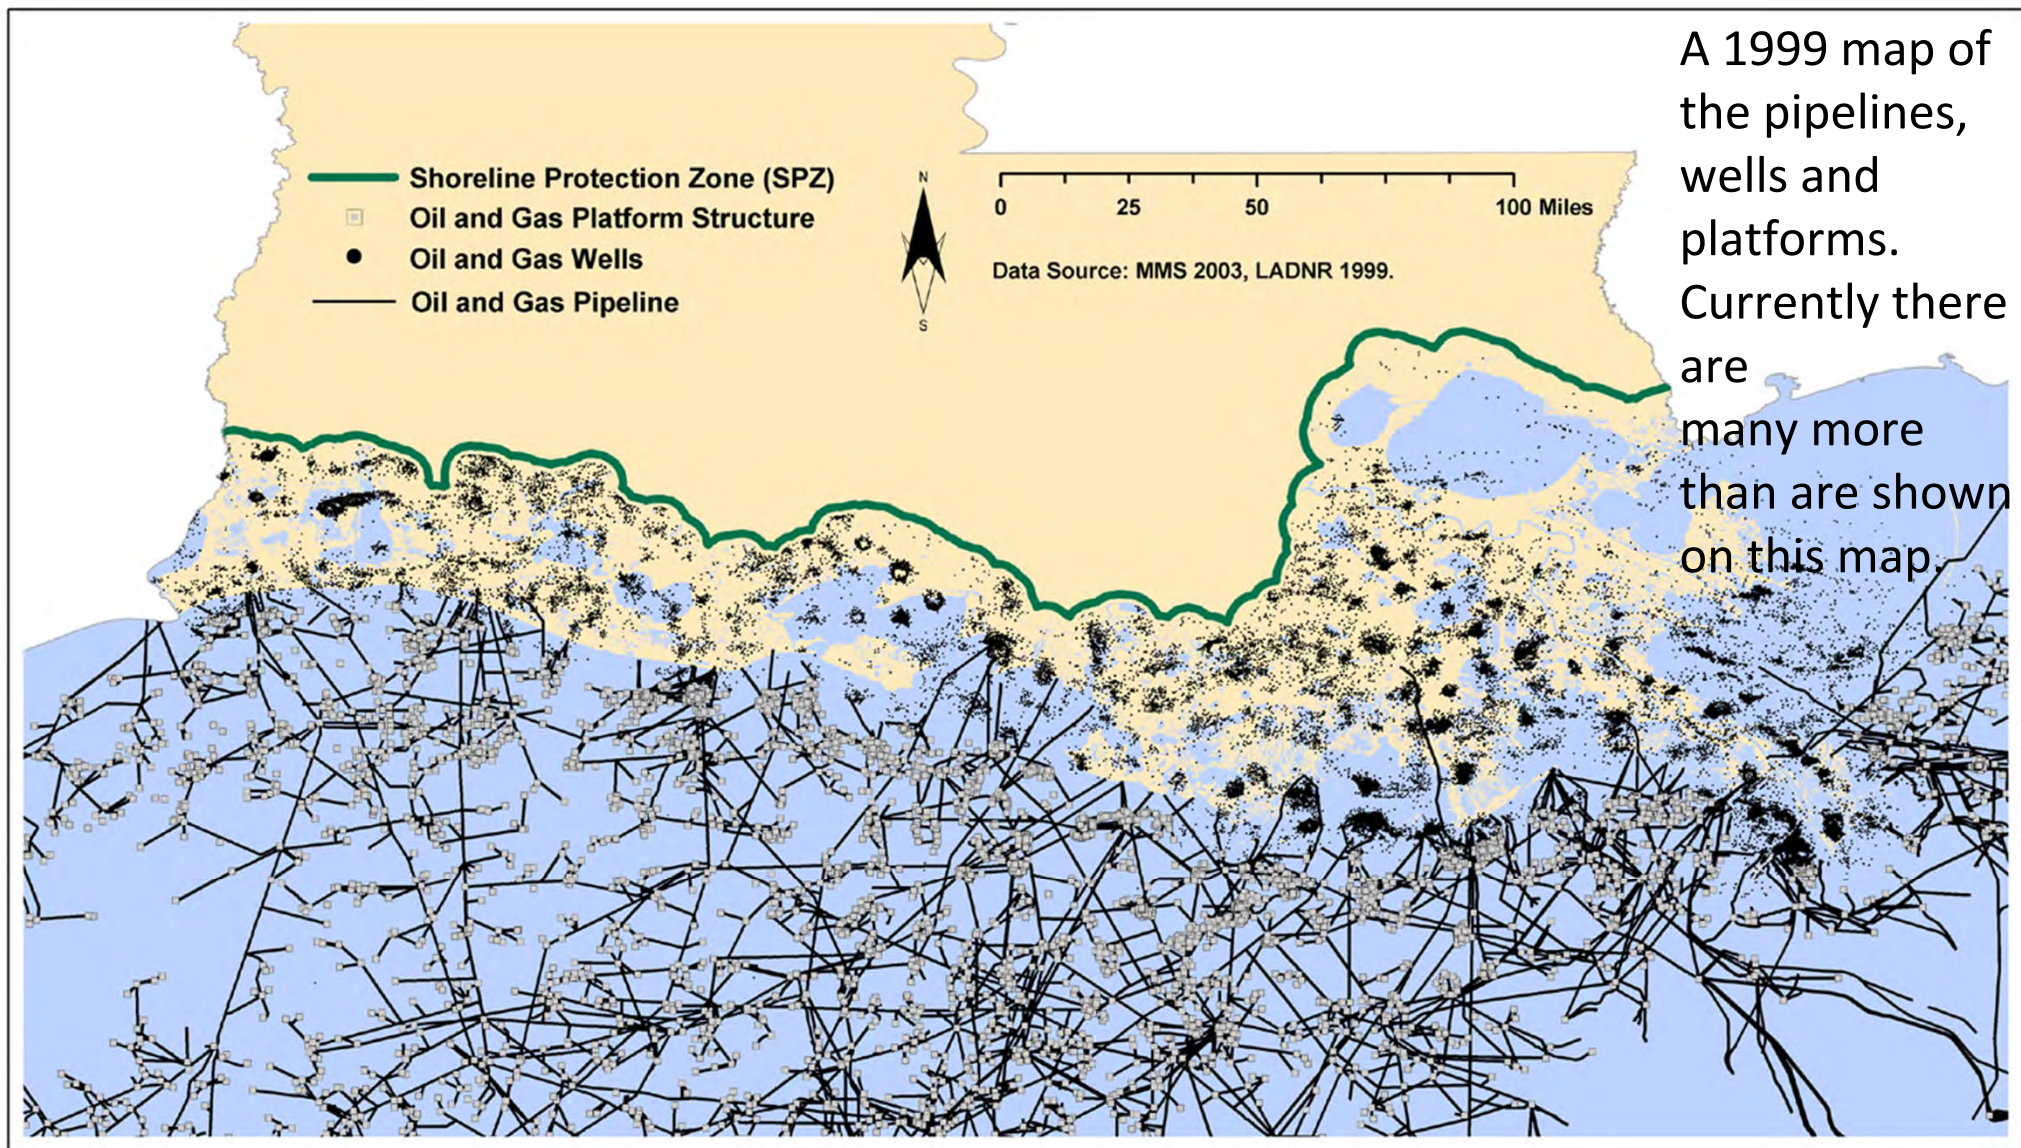 A 1999 map of
the pipelines,
wells and
platforms.
Currently there
are
many more
than are shown
on this map.
Shoreline Protection Zone (SPZ)
Oil and Gas Platform Structure
Oil and Gas Wells
Oil and Gas Pipeline
N
S
0 25 50 100 Miles
Data Source: MMS 2003, LADNR 1999.